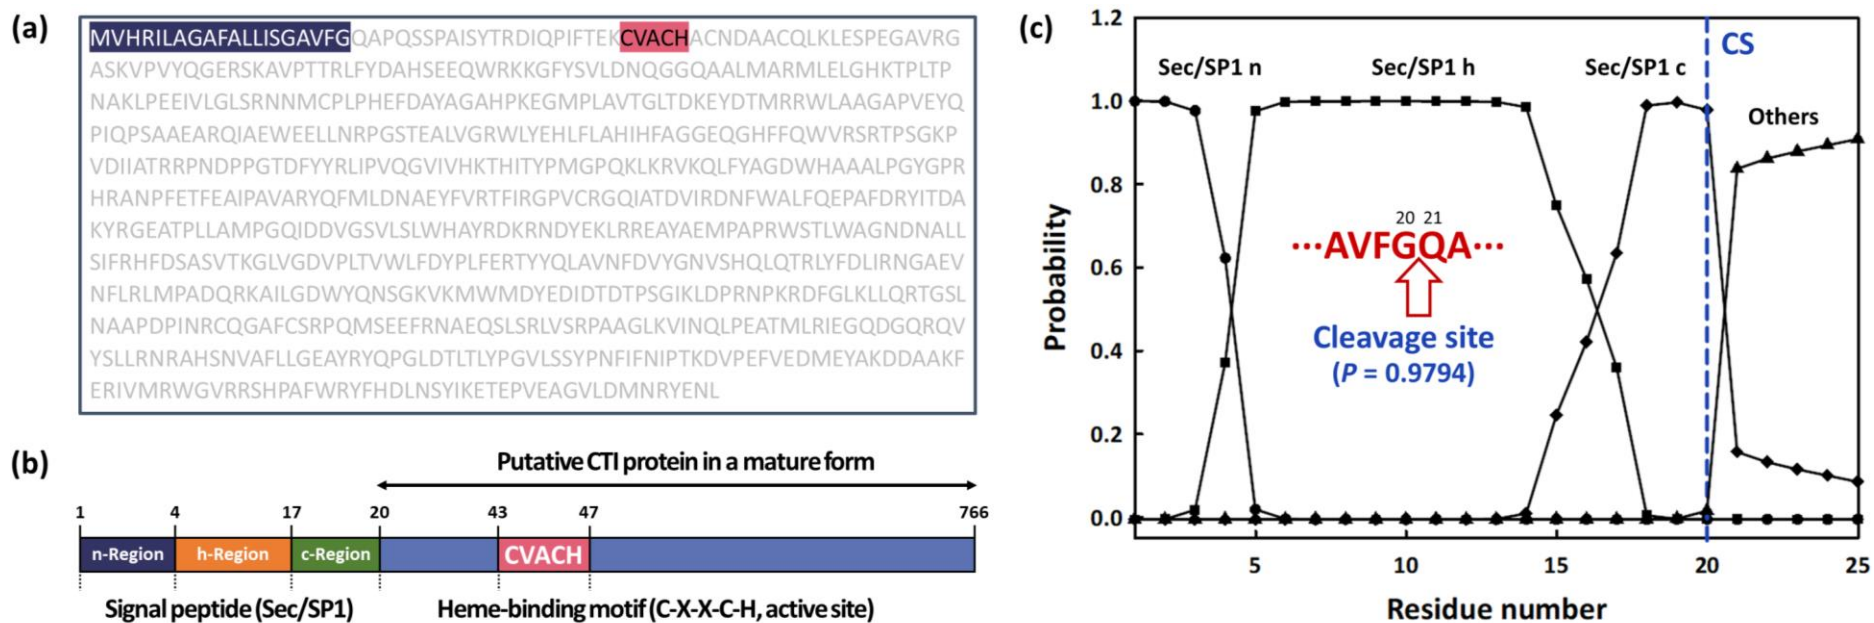 (a)
MVHRILAGAFALLISGAVFGQAPQSSPAISYTRDIQPIFTEKCVACHACNDAACQLKLESPEGAVRG
ASKVPVYQGERSKAVPTTRLFYDAHSEEQWRKKGFYSVLDNQGGQAALMARMLELGHKTPLTP
NAKLPEEIVLGLSRNNMCPLPHEFDAYAGAHPKEGMPLAVTGLTDKEYDTMRRWLAAGAPVEYQ
PIQPSAAEARQIAEWEELLNRPGSTEALVGRWLYEHLFLAHIHFAGGEQGHFFQWVRSRTPSGKP
VDIIATRRPNDPPGTDFYYRLIPVQGVIVHKTHITYPMGPQKLKRVKQLFYAGDWHAAALPGYGPR
HRANPFETFEAIPAVARYQFMLDNAEYFVRTFIRGPVCRGQIATDVIRDNFWALFQEPAFDRYITDA
KYRGEATPLLAMPGQIDDVGSVLSLWHAYRDKRNDYEKLRREAYAEMPAPRWSTLWAGNDNALL
SIFRHFDSASVTKGLVGDVPLTVWLFDYPLFERTYYQLAVNFDVYGNVSHQLQTRLYFDLIRNGAEV
NFLRLMPADQRKAILGDWYQNSGKVKMWMDYEDIDTDTPSGIKLDPRNPKRDFGLKLLQRTGSL
NAAPDPINRCQGAFCSRPQMSEEFRNAEQSLSRLVSRPAAGLKVINQLPEATMLRIEGQDGQRQV
YSLLRNRAHSNVAFLLGEAYRYQPGLDTLTLYPGVLSSYPNFIFNIPTKDVPEFVEDMEYAKDDAAKF
ERIVMRWGVRRSHPAFWRYFHDLNSYIKETEPVEAGVLDMNRYENL
(b)
Putative CTI protein in a mature form
1 4 17 20 43 47 766
n-Region h-Region c-Region CVACH
Signal peptide (Sec/SP1) Heme-binding motif (C-X-X-C-H, active site)
(c)
1.2
1.0
0.8
0.6
0.4
0.2
0.0
Probability
Sec/SP1 n Sec/SP1 h Sec/SP1 c CS
Others
20 21
···AVFGQA···
Cleavage site
(P = 0.9794)
5 10 15 20 25
Residue number